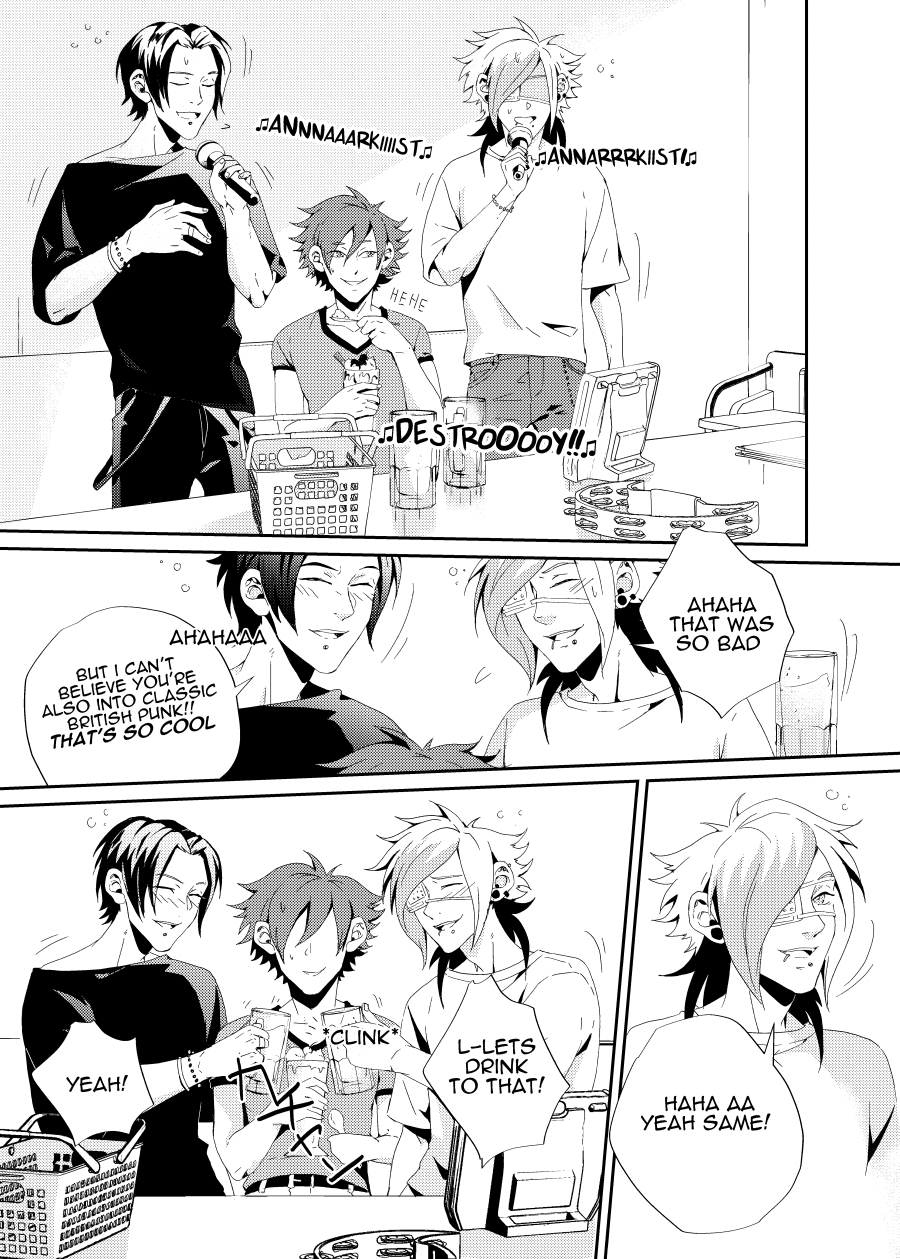 ♫ANNNAAARKIIIIST♫
♫ANNARRRKIIST!♫
HEHE
♫DESTROOOOY!!♫
AHAHA
THAT WAS
SO BAD
AHAHAAA
BUT I CAN'T
BELIEVE YOU'RE
ALSO INTO CLASSIC
BRITISH PUNK!!
THAT'S SO COOL
YEAH!
*CLINK*
L-LETS
DRINK
TO THAT!
HAHA AA
YEAH SAME!